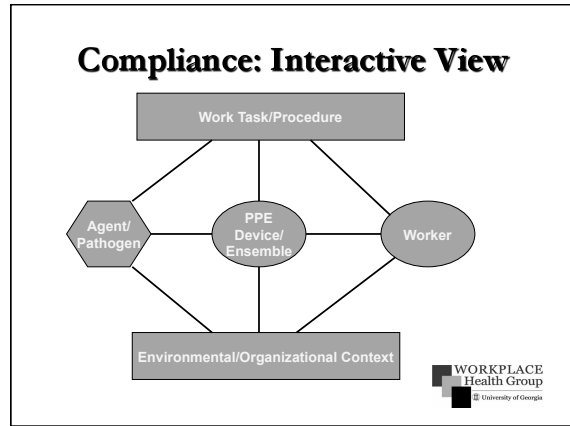 Compliance: Interactive View
Work Task/Procedure
Agent/
Pathogen
PPE
Device/
Ensemble
Worker
Environmental/Organizational Context
WORKPLACE
Health Group
University of Georgia